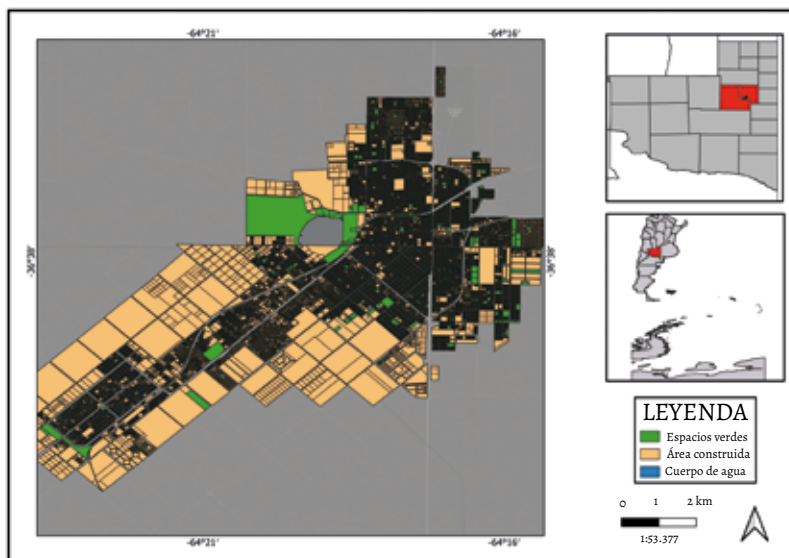 -64°21'
-64°16'
-36°38'
-36°38'
-64°21'
-64°16'
LEYENDA
Espacios verdes
Área construida
Cuerpo de agua
0 1 2 km
1:53.377